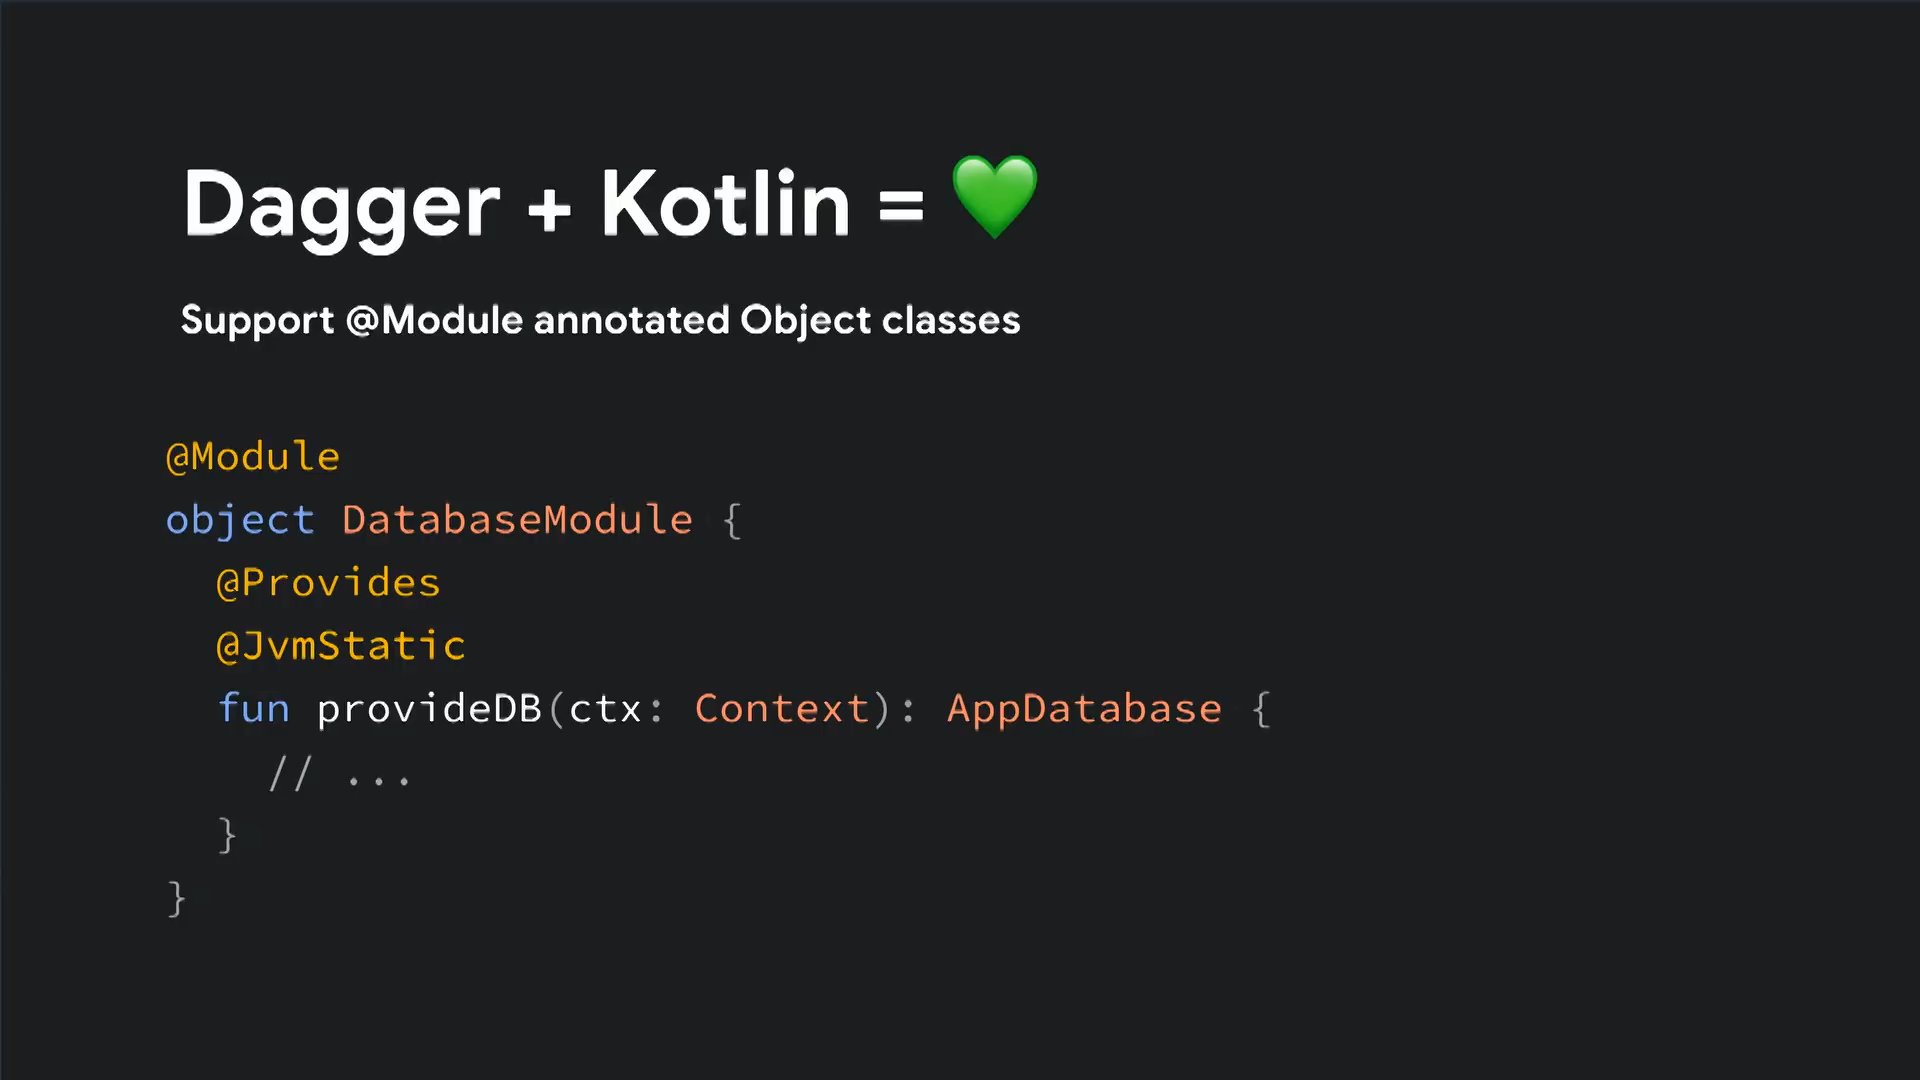 Dagger + Kotlin = 💚
Support @Module annotated Object classes
@Module
object DatabaseModule {
@Provides
@JvmStatic
fun provideDB(ctx: Context): AppDatabase {
// ...
}
}